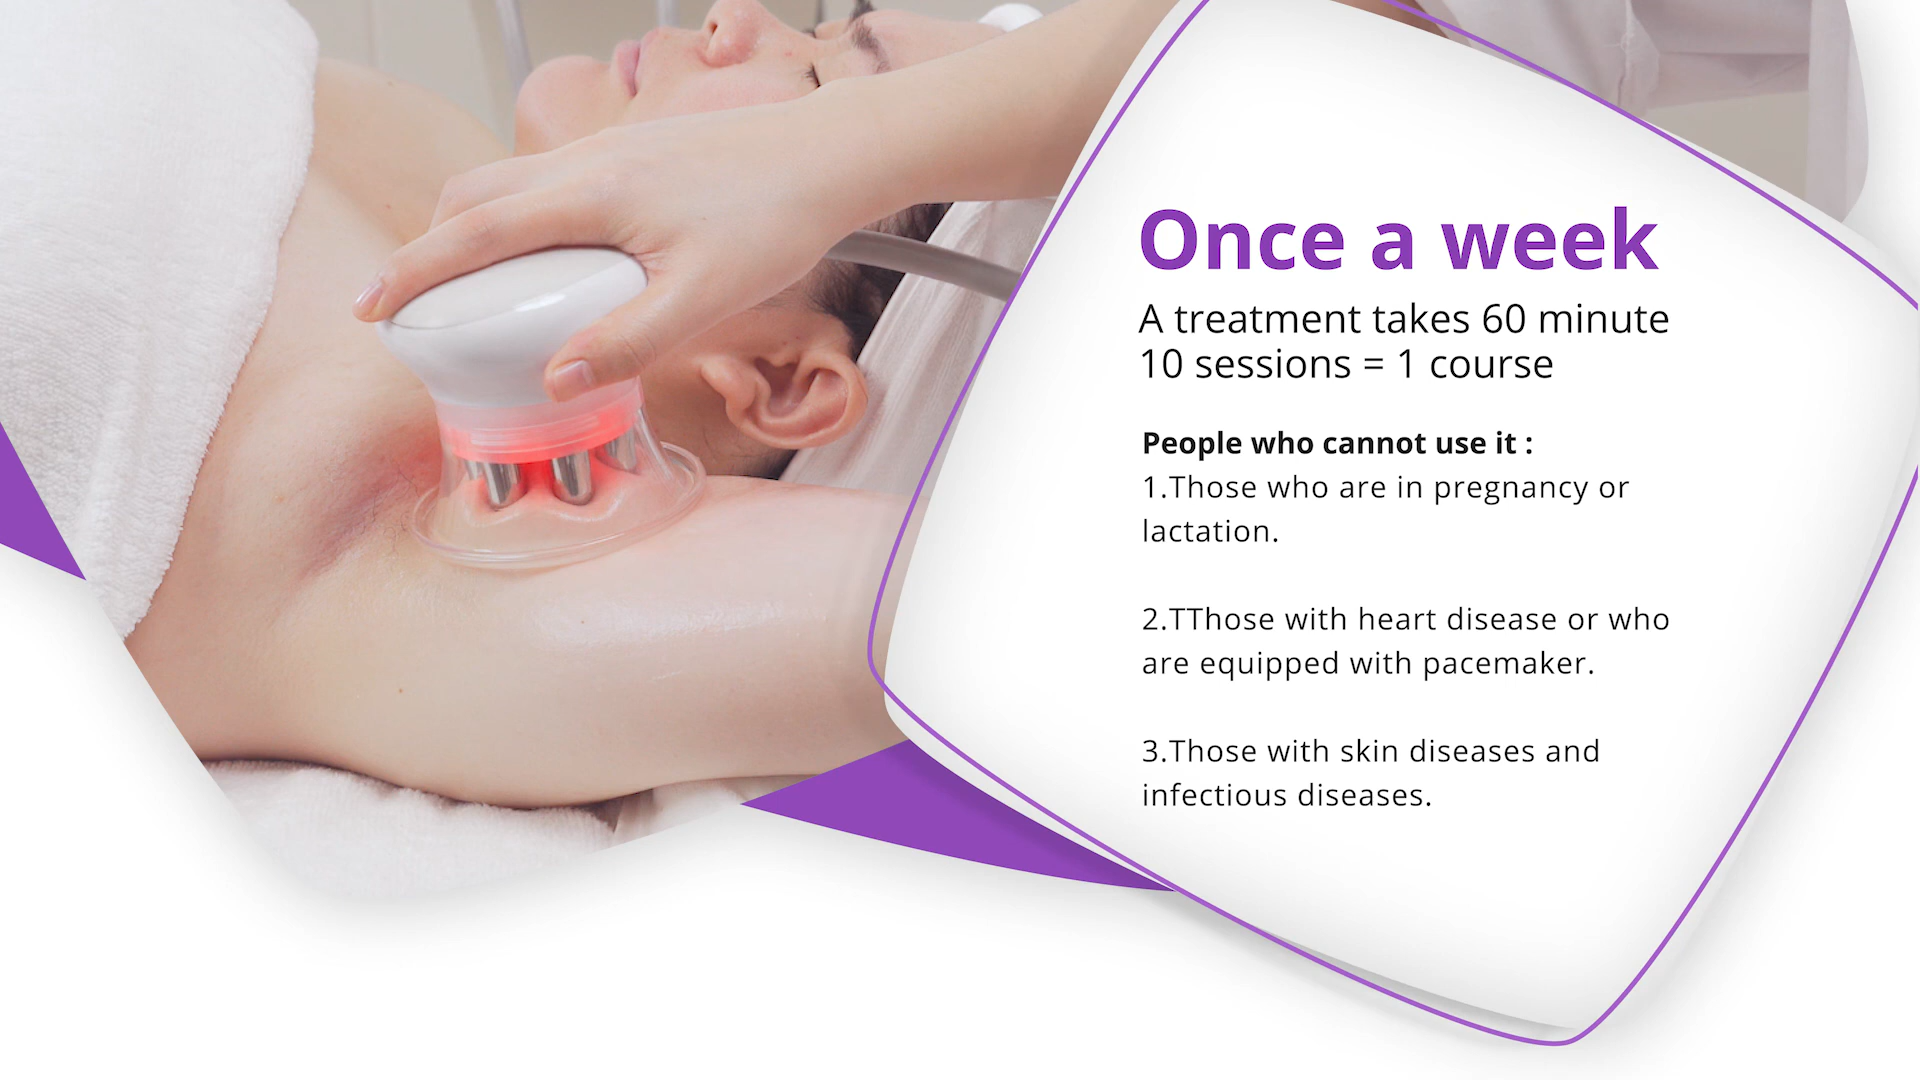 Once a week
A treatment takes 60 minute
10 sessions = 1 course
People who cannot use it :
1.Those who are in pregnancy or
lactation.
2.TThose with heart disease or who
are equipped with pacemaker.
3.Those with skin diseases and
infectious diseases.